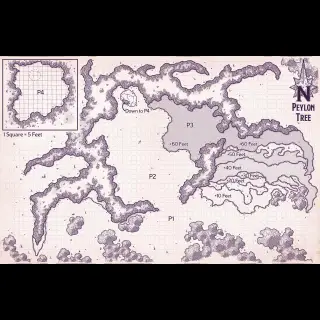 P4
1 Square = 5 Feet
Down to P4
N
PEYLON
TREE
P3
+60 Feet
+60 Feet
+50 Feet
+40 Feet
+30 Feet
+20 Feet
+10 Feet
P2
P1